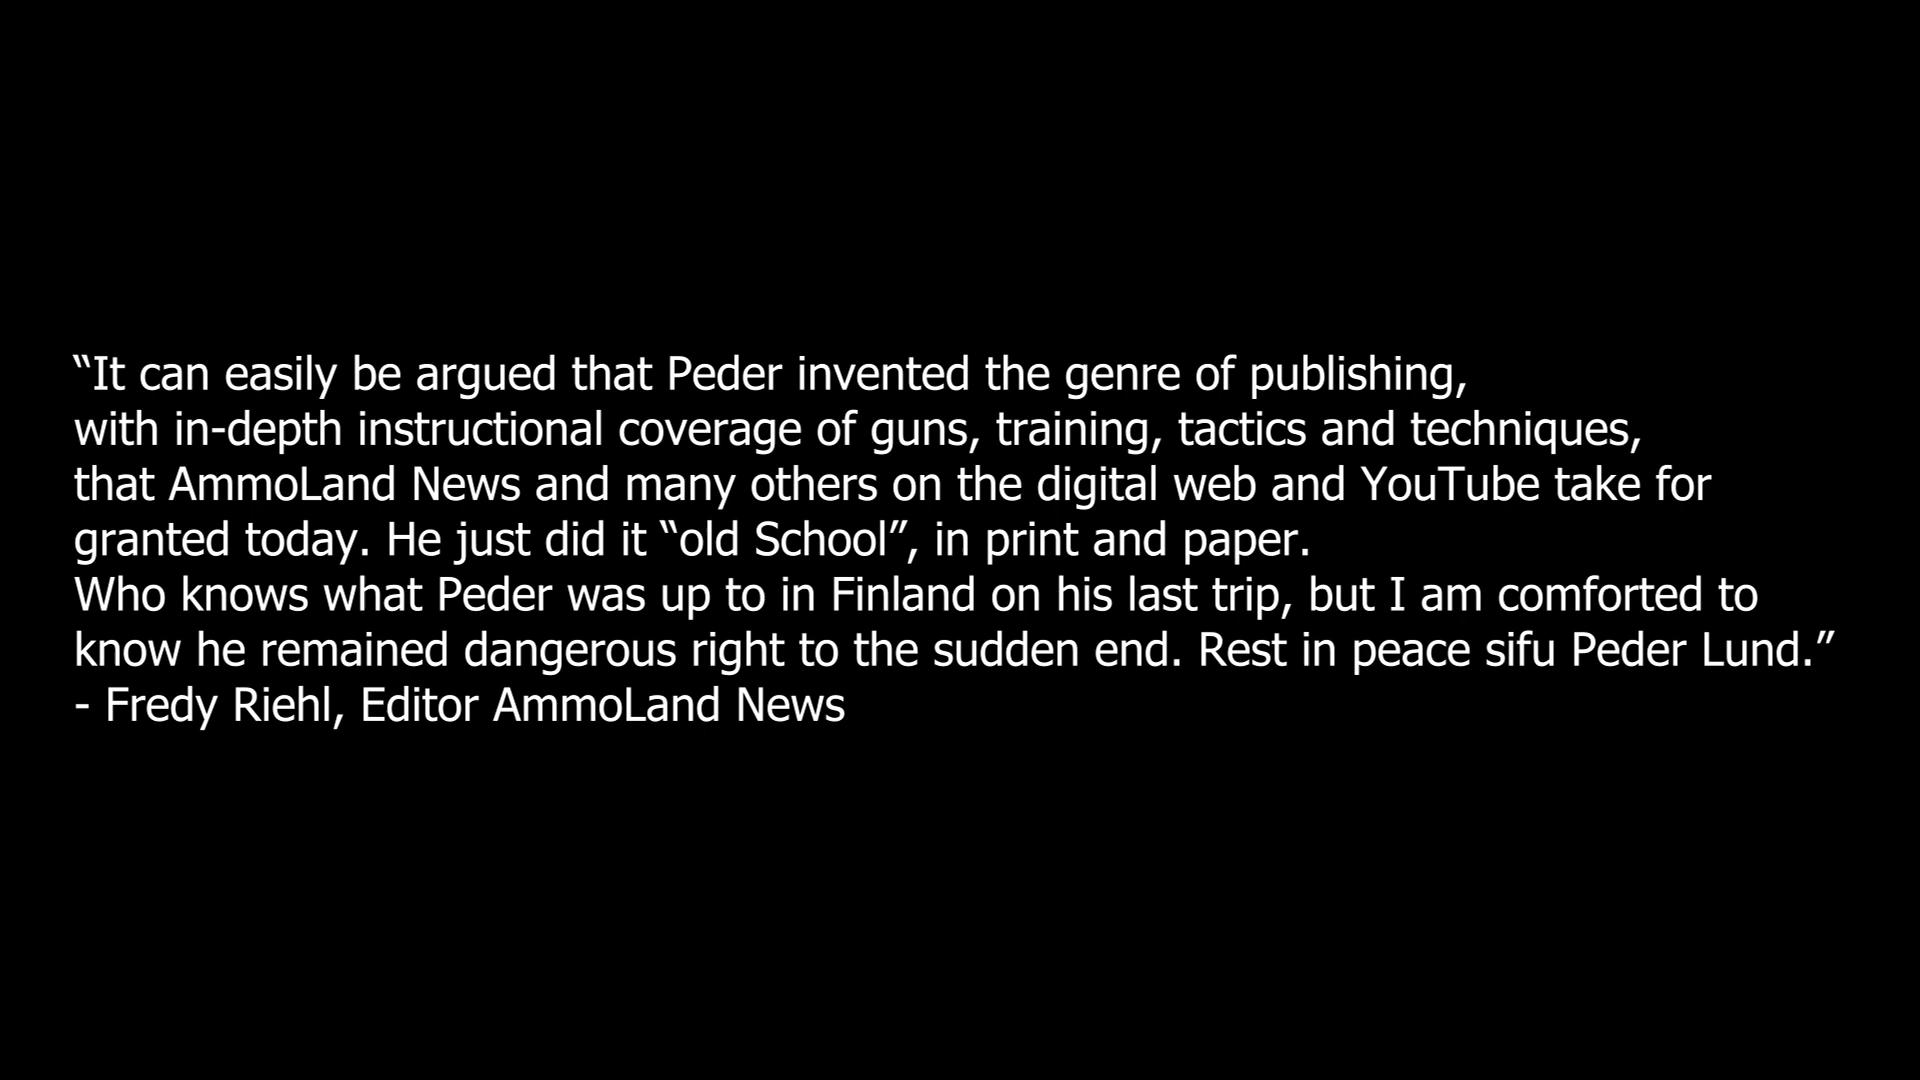 “It can easily be argued that Peder invented the genre of publishing,
with in-depth instructional coverage of guns, training, tactics and techniques,
that AmmoLand News and many others on the digital web and YouTube take for
granted today. He just did it “old School”, in print and paper.
Who knows what Peder was up to in Finland on his last trip, but I am comforted to
know he remained dangerous right to the sudden end. Rest in peace sifu Peder Lund.”
- Fredy Riehl, Editor AmmoLand News